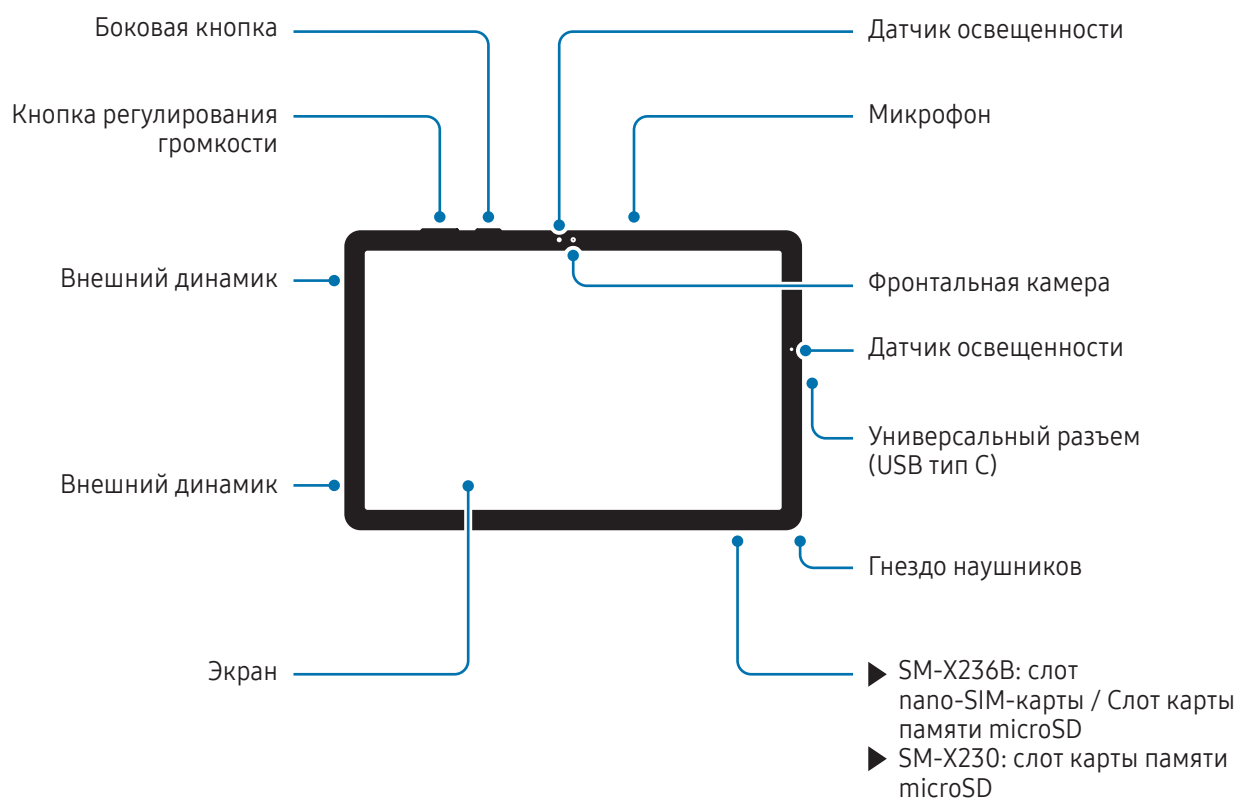 Боковая кнопка
Кнопка регулирования
громкости
Внешний динамик
Внешний динамик
Экран
Датчик освещенности
Микрофон
Фронтальная камера
Датчик освещенности
Универсальный разъем
(USB тип C)
Гнездо наушников
▶ SM-X236B: слот
nano-SIM-карты / Слот карты
памяти microSD
▶ SM-X230: слот карты памяти
microSD